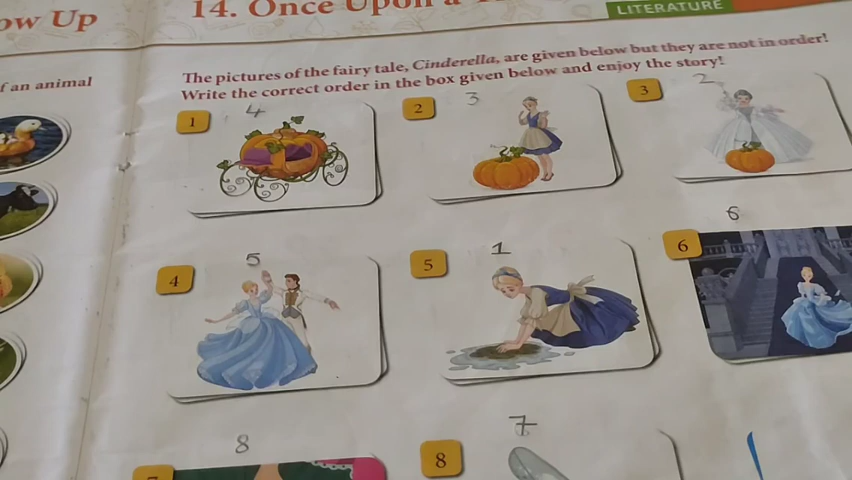 ow Up
14. Once Upon a
LITERATURE
f an animal
The pictures of the fairy tale, Cinderella, are given below but they are not in order!
Write the correct order in the box given below and enjoy the story!
1 4
2 3
3 2
4 5
5 1
6 6
7 8
8 7